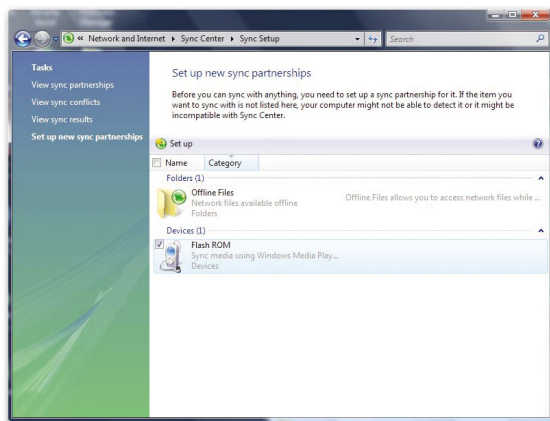 « Network and Internet ▸ Sync Center ▸ Sync Setup
Search
Tasks
View sync partnerships
View sync conflicts
View sync results
Set up new sync partnerships
Set up new sync partnerships
Before you can sync with anything, you need to set up a sync partnership for it. If the item you
want to sync with is not listed here, your computer might not be able to detect it or it might be
incompatible with Sync Center.
Set up
Name Category
Folders (1)
Offline Files
Network files available offline
Folders
Offline Files allows you to access network files while ...
Devices (1)
Flash ROM
Sync media using Windows Media Play...
Devices